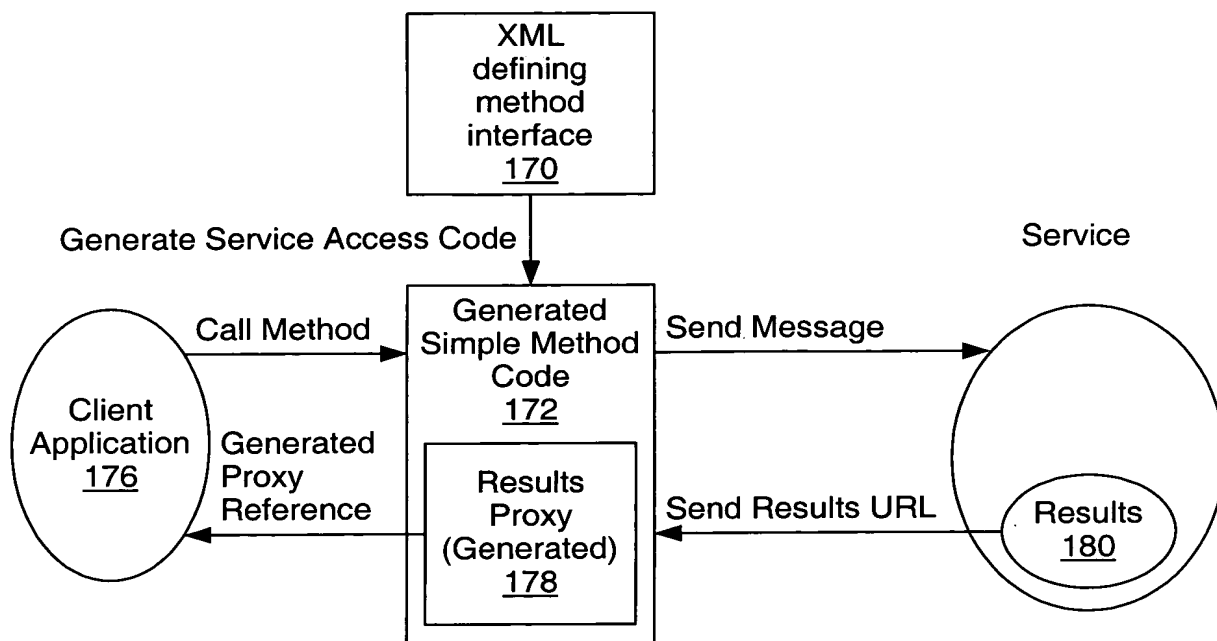 XML
defining
method
interface
170
Generate Service Access Code
Service
Generated
Simple Method
Code
172
Call Method
Send Message
Client
Application
176
Generated
Proxy
Reference
Results
Proxy
(Generated)
178
Send Results URL
Results
180